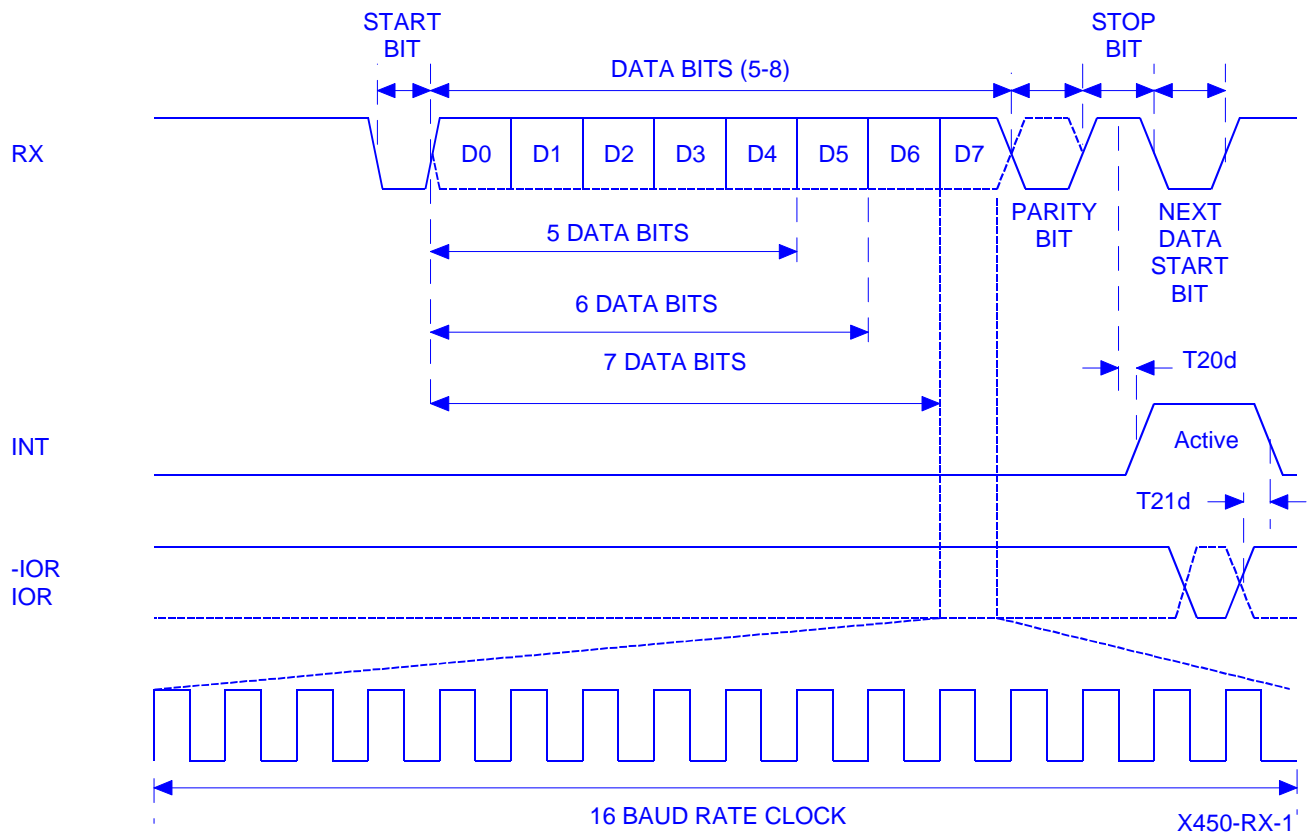 START
BIT
STOP
BIT
DATA BITS (5-8)
RX
D0 D1 D2 D3 D4 D5 D6 D7
PARITY
BIT
NEXT
DATA
START
BIT
5 DATA BITS
6 DATA BITS
7 DATA BITS
T20d
INT
Active
T21d
-IOR
IOR
16 BAUD RATE CLOCK
X450-RX-1